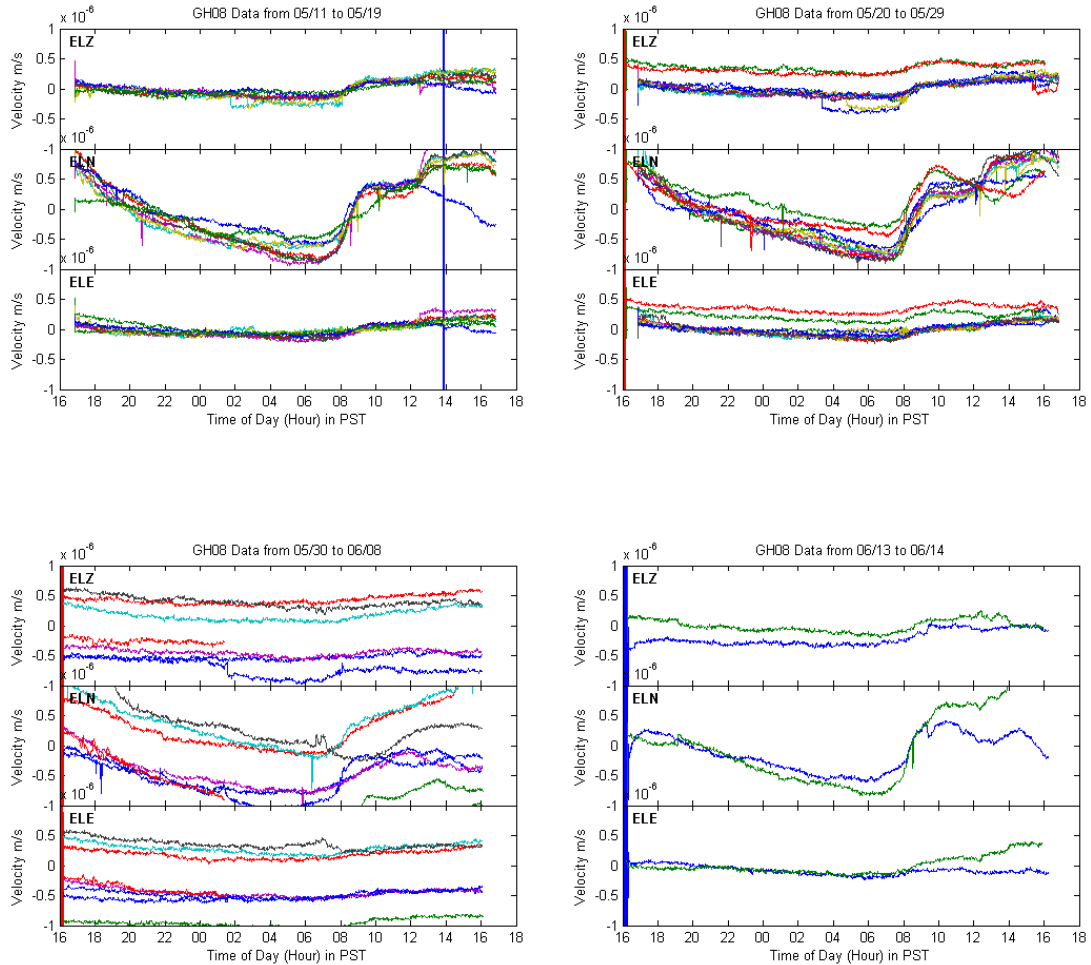 GH08 Data from 05/11 to 05/19
x 10-6
1
0.5
0
-0.5
-1
ELZ
Velocity m/s
x 10-6
0.5
0
-0.5
-1
ELN
Velocity m/s
x 10-6
0.5
0
-0.5
-1
ELE
Velocity m/s
16 18 20 22 00 02 04 06 08 10 12 14 16 18
Time of Day (Hour) in PST
GH08 Data from 05/20 to 05/29
x 10-6
1
0.5
0
-0.5
-1
ELZ
Velocity m/s
x 10-6
0.5
0
-0.5
-1
ELN
Velocity m/s
x 10-6
0.5
0
-0.5
-1
ELE
Velocity m/s
16 18 20 22 00 02 04 06 08 10 12 14 16 18
Time of Day (Hour) in PST
GH08 Data from 05/30 to 06/08
x 10-6
1
0.5
0
-0.5
-1
ELZ
Velocity m/s
x 10-6
0.5
0
-0.5
-1
ELN
Velocity m/s
x 10-6
0.5
0
-0.5
-1
ELE
Velocity m/s
16 18 20 22 00 02 04 06 08 10 12 14 16 18
Time of Day (Hour) in PST
GH08 Data from 06/13 to 06/14
x 10-6
1
0.5
0
-0.5
-1
ELZ
Velocity m/s
x 10-6
0.5
0
-0.5
-1
ELN
Velocity m/s
x 10-6
0.5
0
-0.5
-1
ELE
Velocity m/s
16 18 20 22 00 02 04 06 08 10 12 14 16 18
Time of Day (Hour) in PST